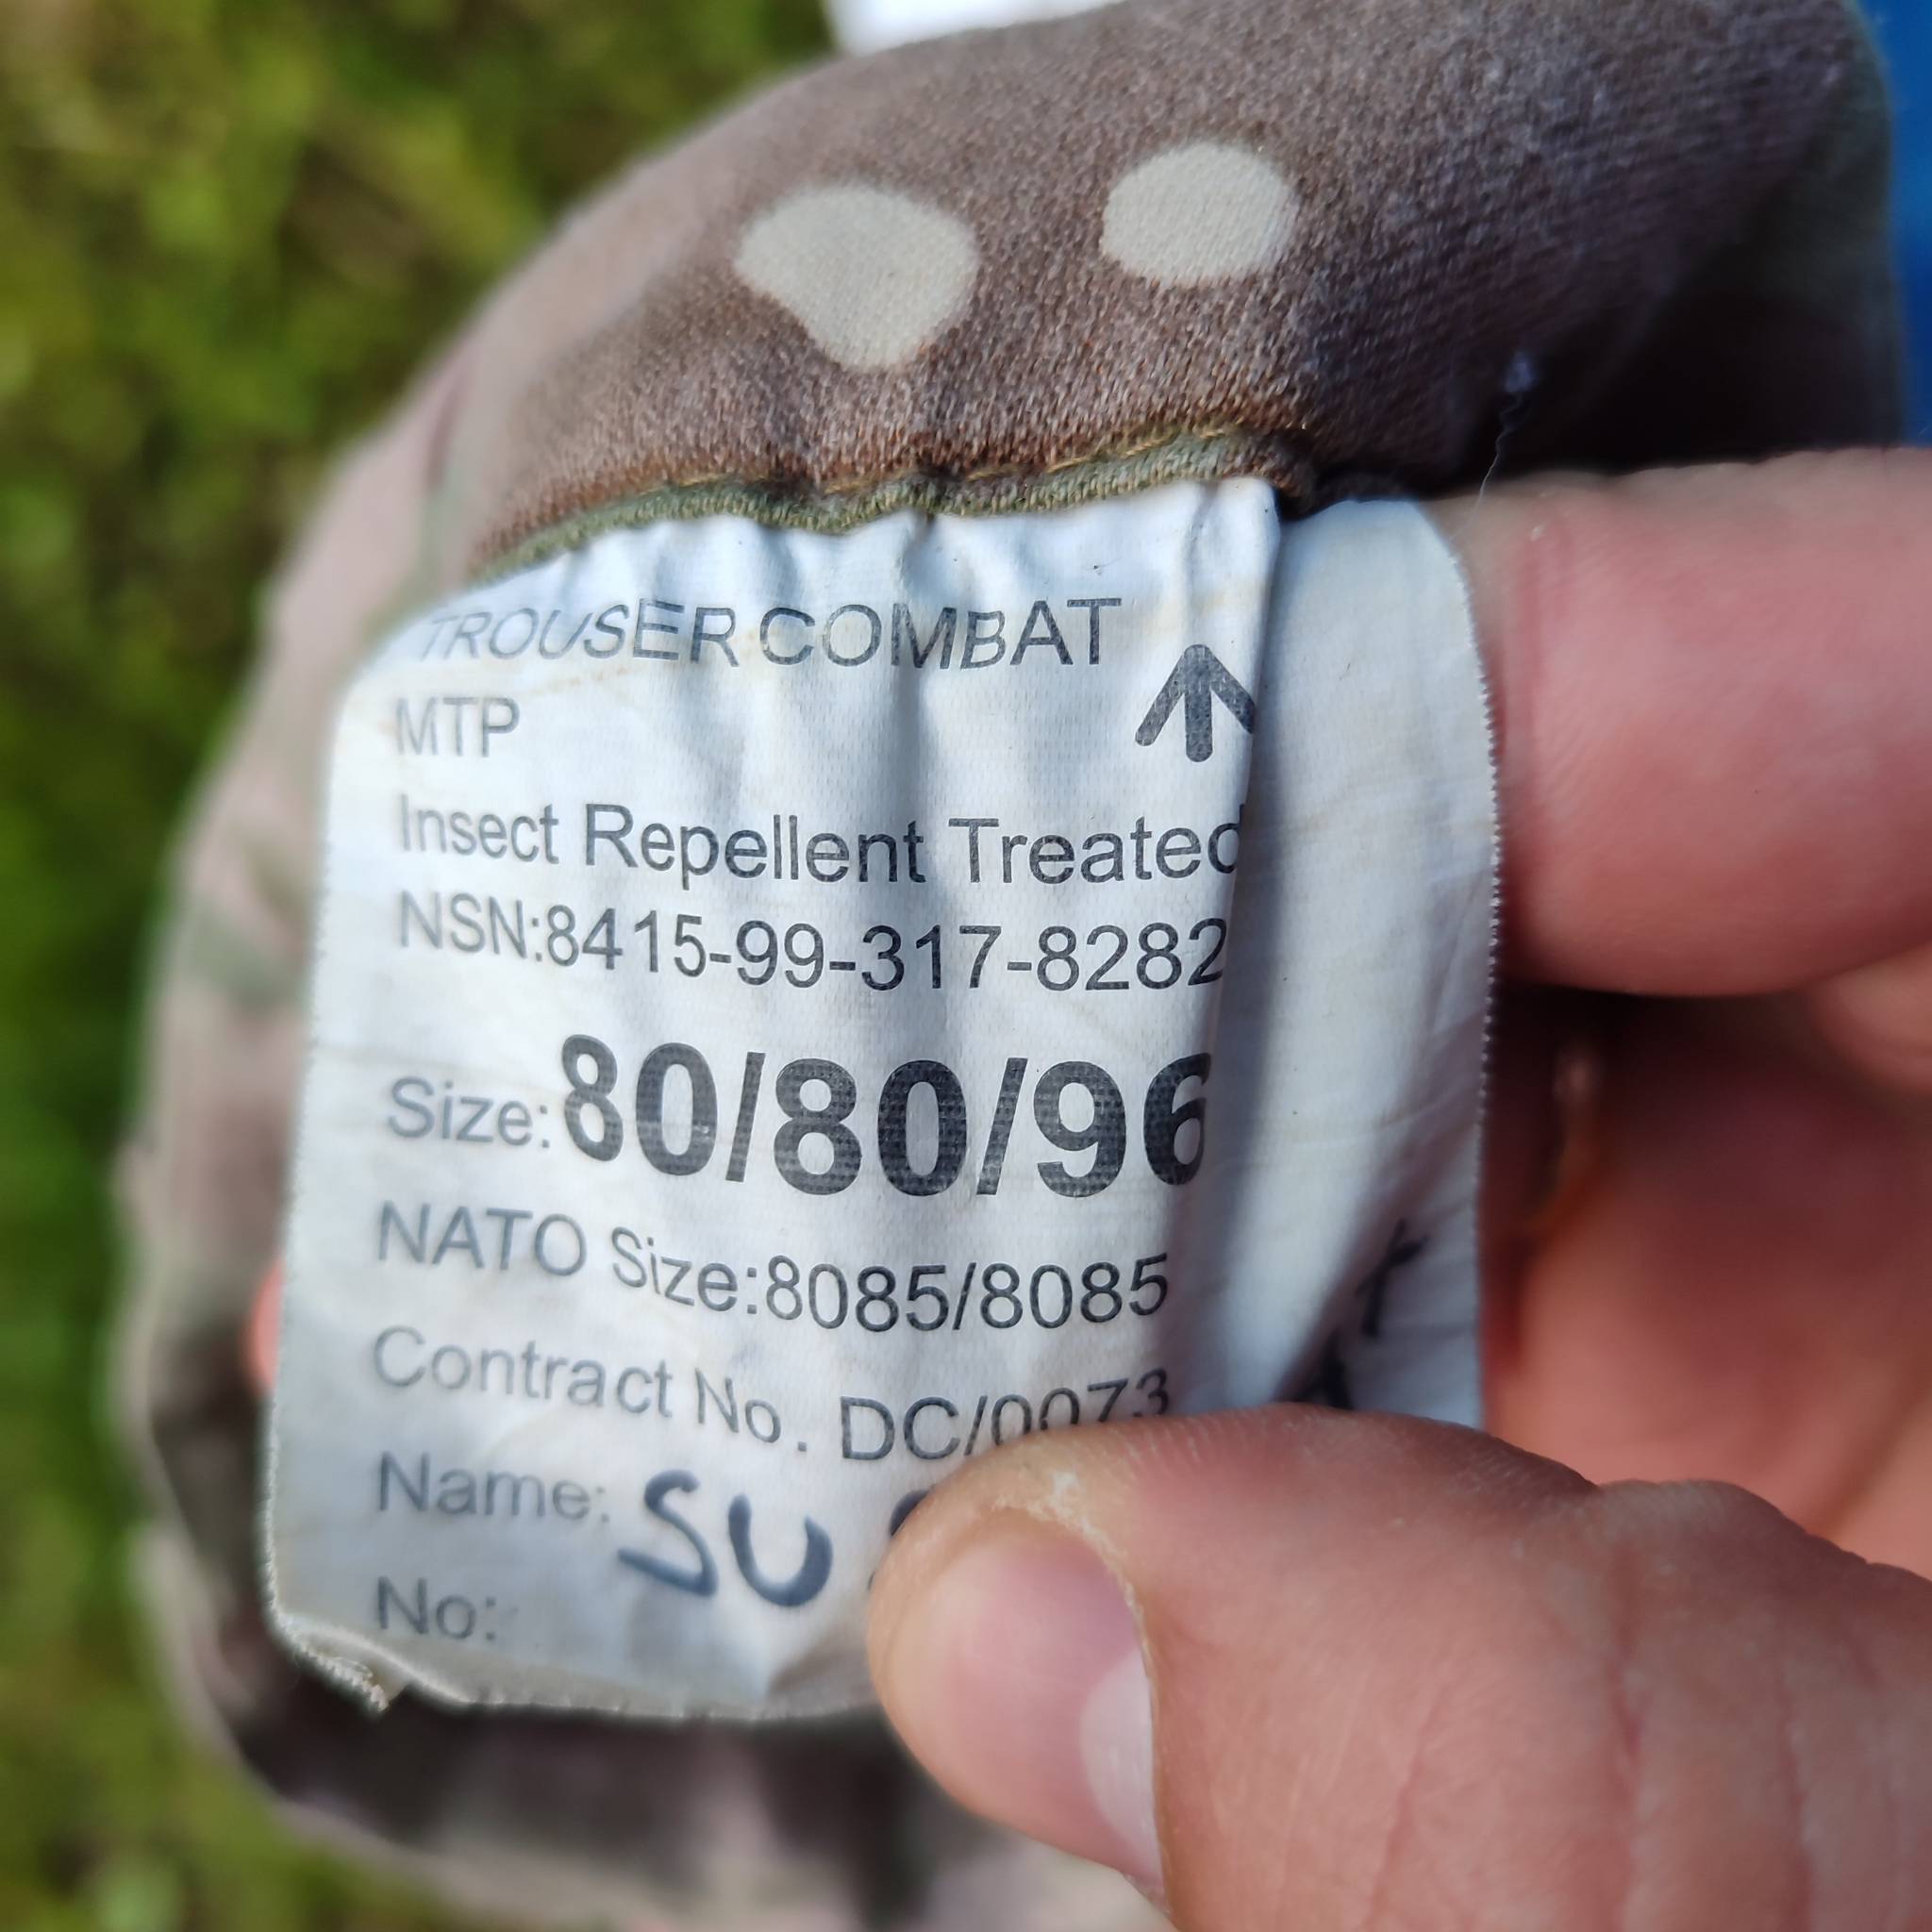 TROUSER COMBAT
MTP
Insect Repellent Treated
NSN:8415-99-317-8282
Size:80/80/96
NATO Size:8085/8085
Contract No. DC/0073
Name: SU
No: